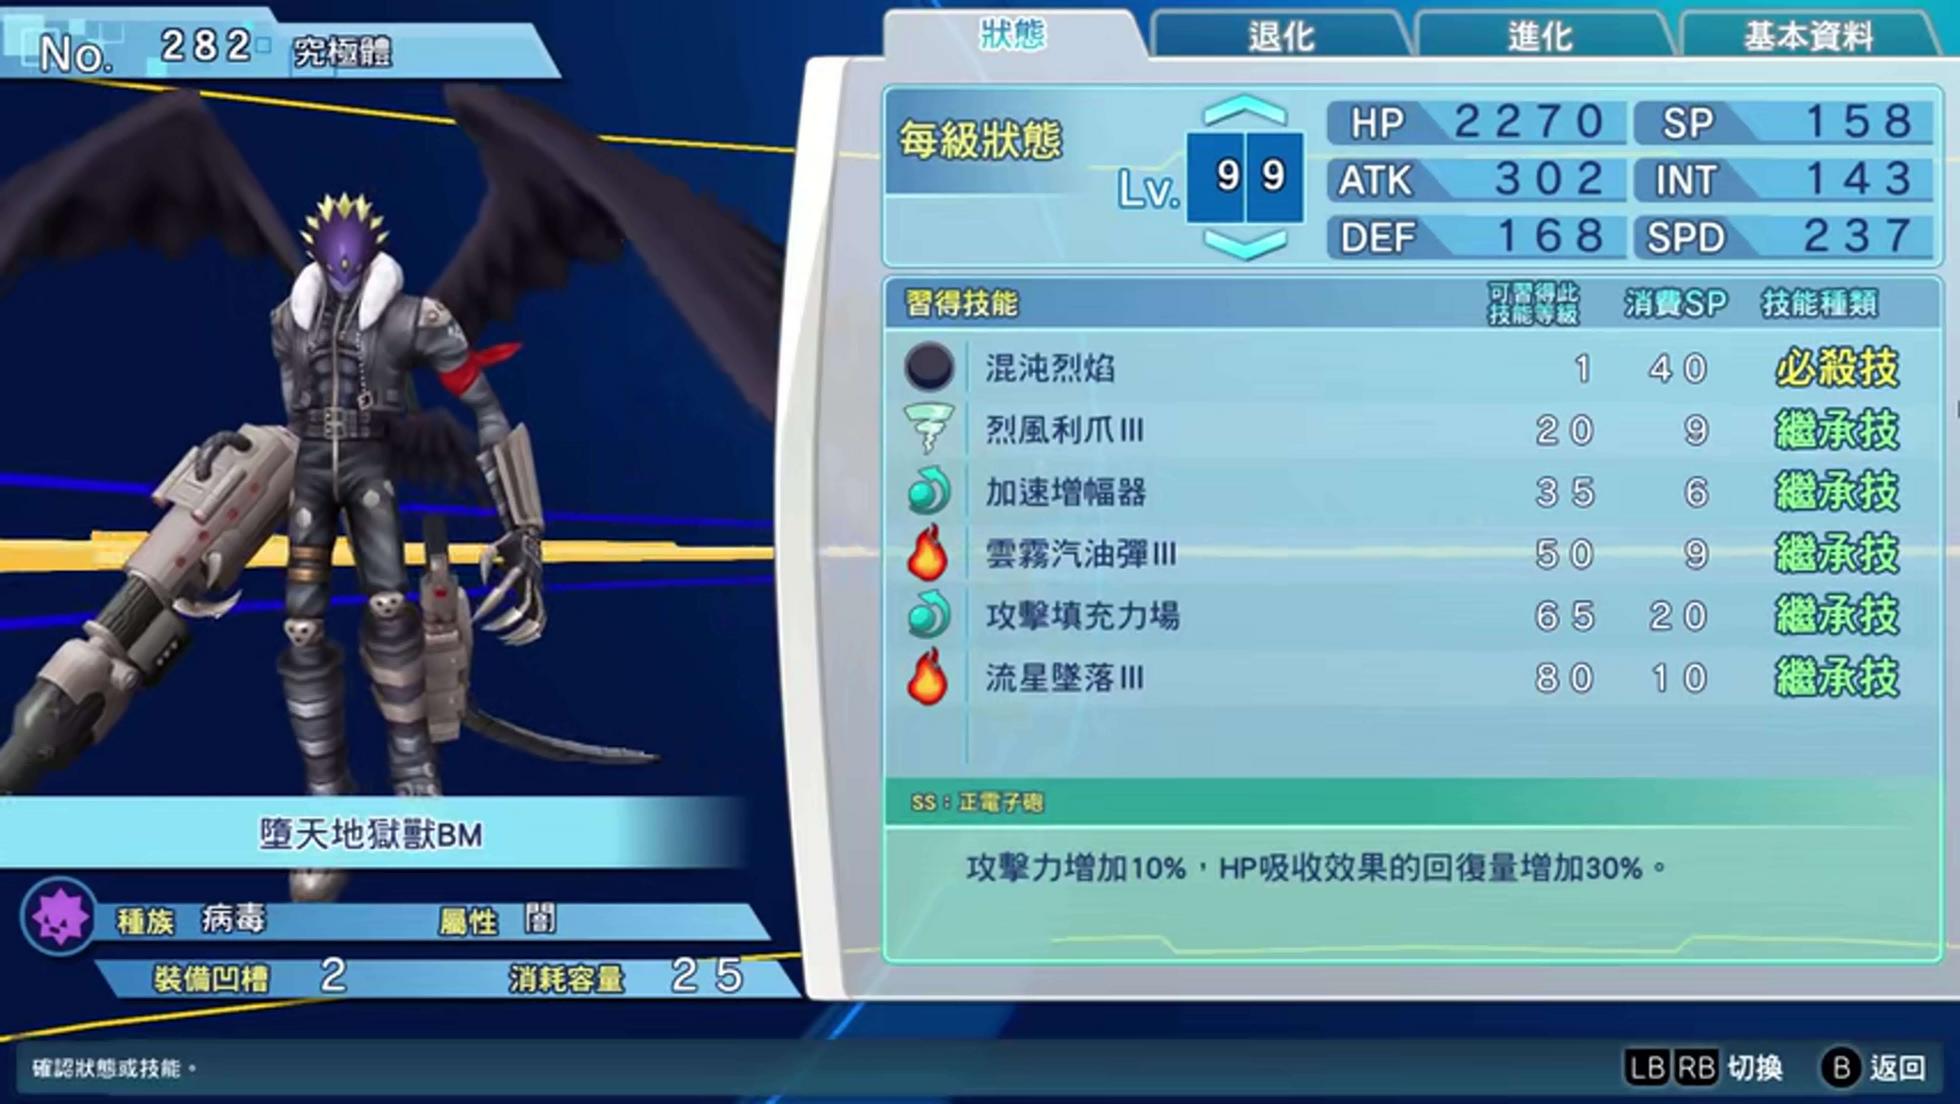 No. 282 究極體
狀態 退化 進化 基本資料
每級狀態
Lv. 99
HP 2270 SP 158
ATK 302 INT 143
DEF 168 SPD 237
習得技能 可習得此技能等級 消費SP 技能種類
混沌烈焰 1 40 必殺技
烈風利爪III 20 9 繼承技
加速增幅器 35 6 繼承技
雲霧汽油彈III 50 9 繼承技
攻擊填充力場 65 20 繼承技
流星墜落III 80 10 繼承技
SS：正電子砲
攻擊力增加10%，HP吸收效果的回復量增加30%。
墮天地獄獸BM
種族 病毒 屬性 闇
裝備凹槽 2 消耗容量 25
確認狀態或技能。
LB RB 切換 B 返回